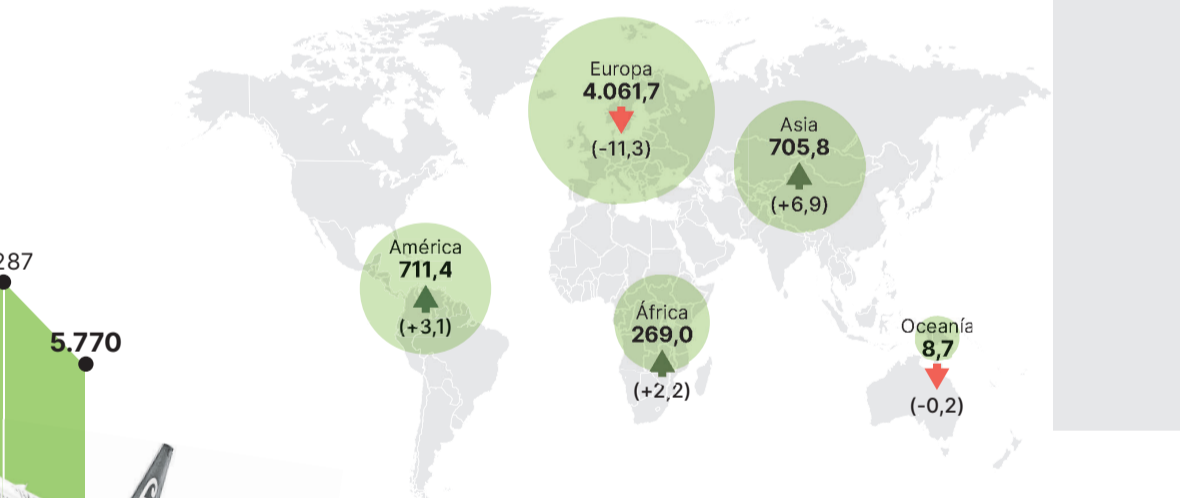 Europa
4.061,7
(-11,3)
Asia
705,8
(+6,9)
América
711,4
(+3,1)
África
269,0
(+2,2)
Oceanía
8,7
(-0,2)
287
5.770